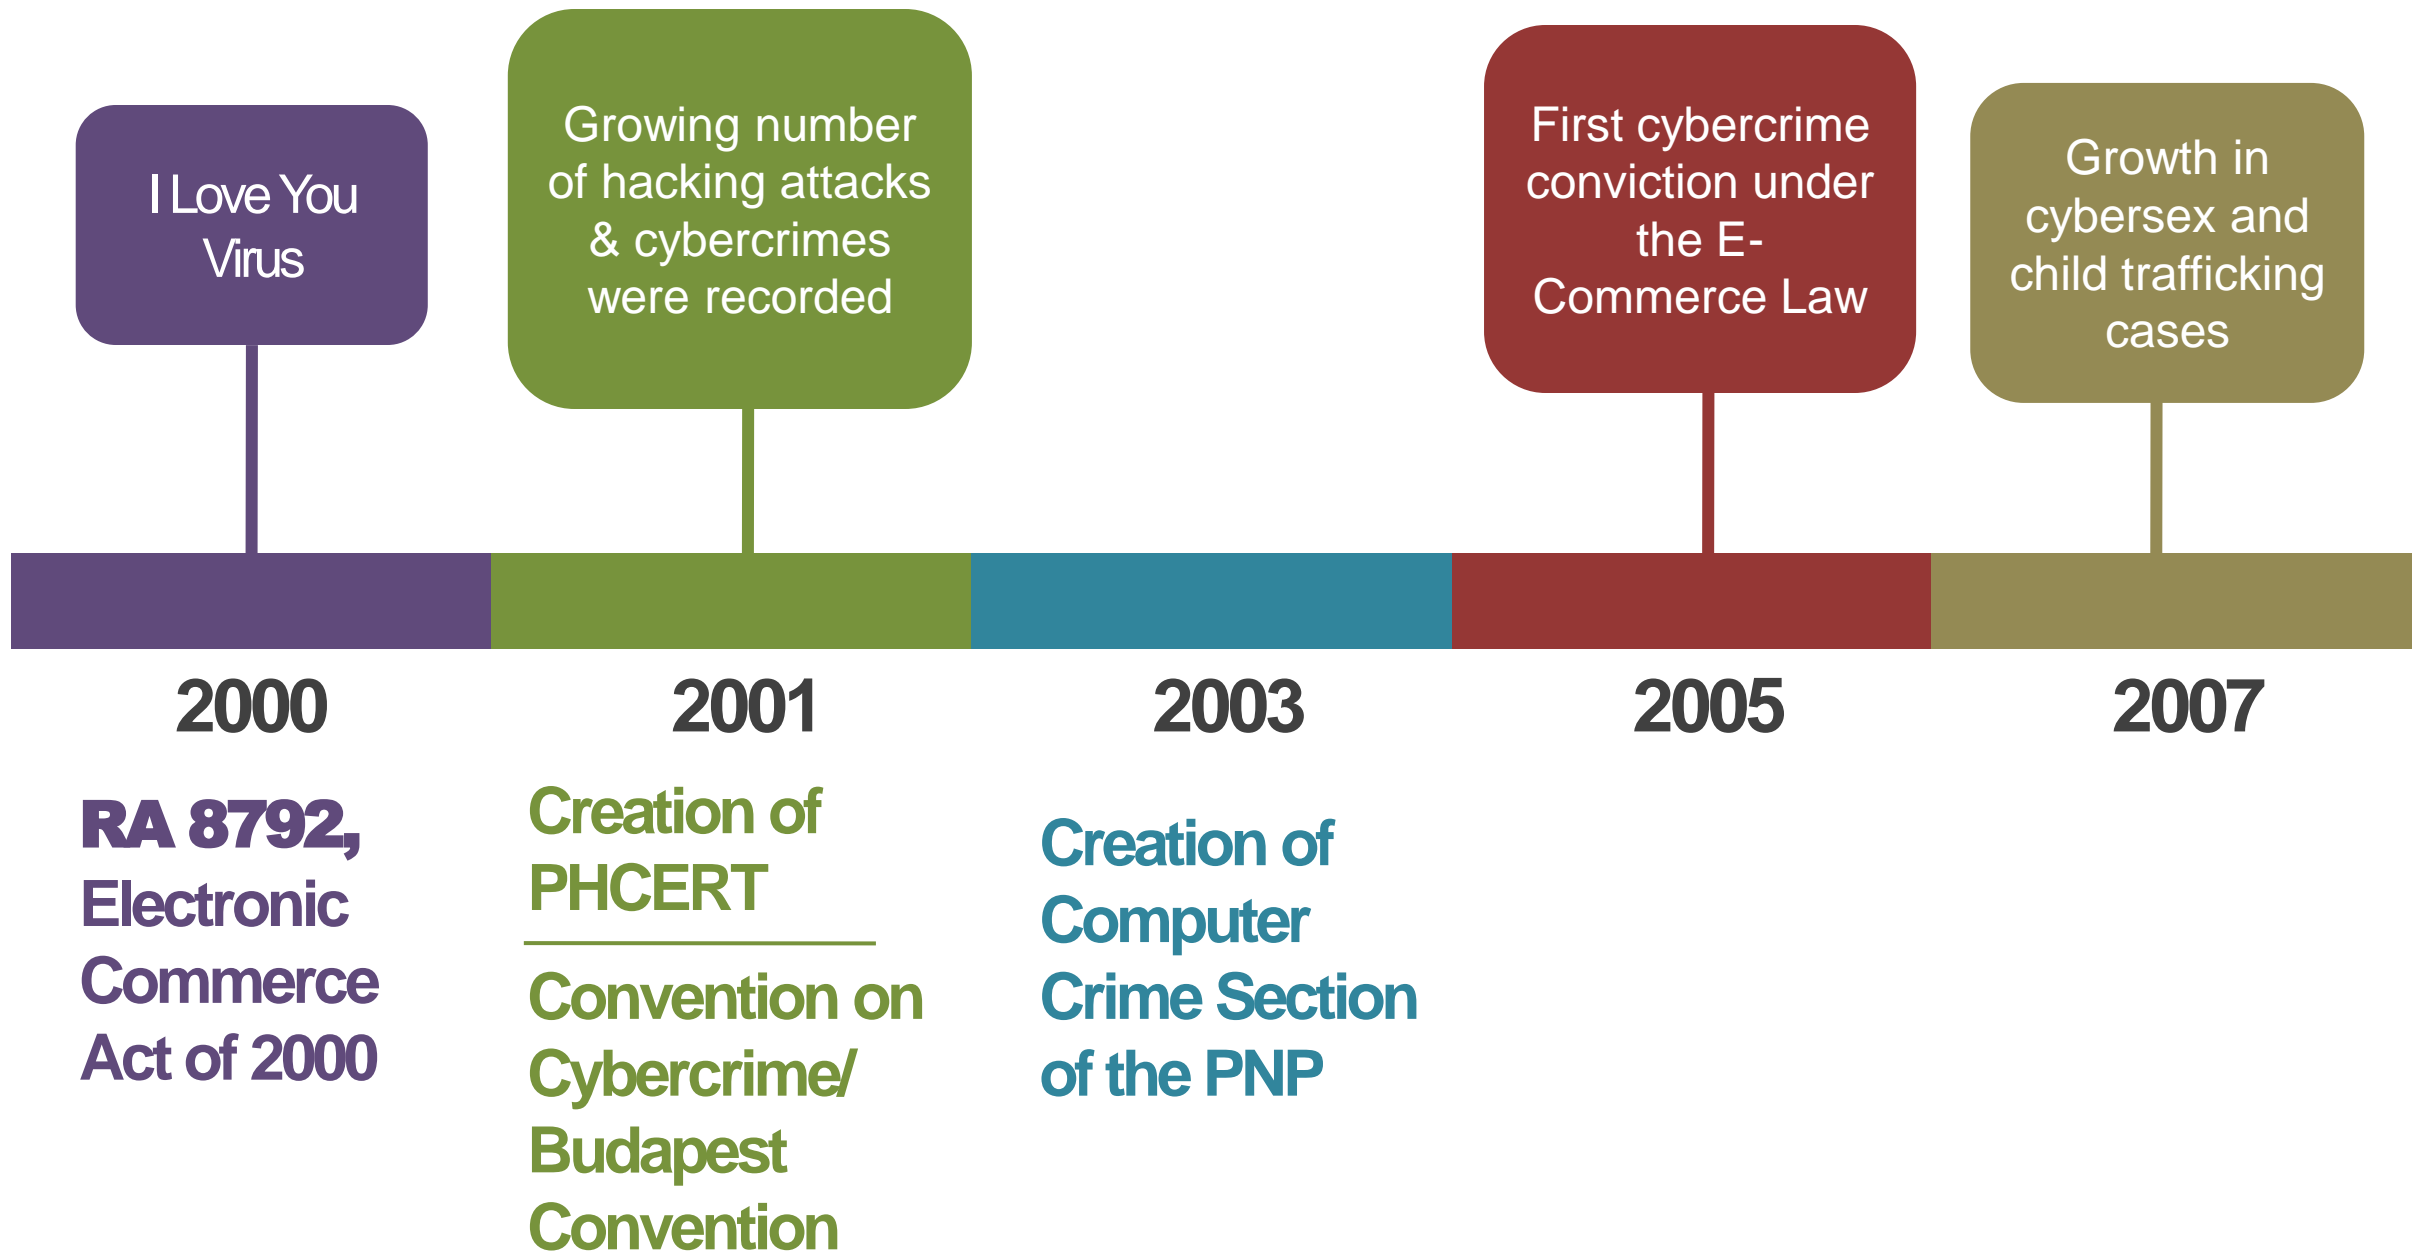 I Love You
Virus
Growing number
of hacking attacks
& cybercrimes
were recorded
First cybercrime
conviction under
the E-
Commerce Law
Growth in
cybersex and
child trafficking
cases
2000
2001
2003
2005
2007
RA 8792,
Electronic
Commerce
Act of 2000
Creation of
PHCERT
Convention on
Cybercrime/
Budapest
Convention
Creation of
Computer
Crime Section
of the PNP